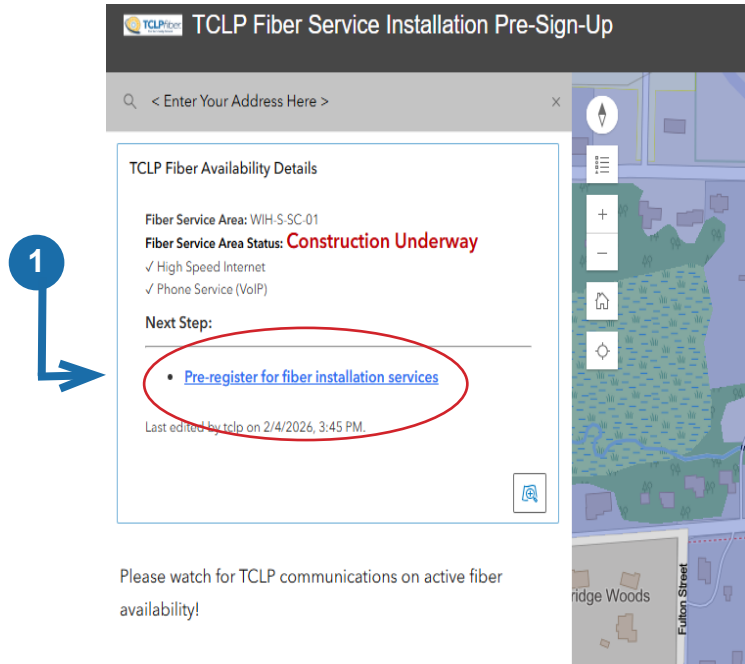 TCLPfiber.
TCLP Fiber Service Installation Pre-Sign-Up
< Enter Your Address Here >
x
TCLP Fiber Availability Details
Fiber Service Area: WIH-S-SC-01
Fiber Service Area Status: Construction Underway
√ High Speed Internet
√ Phone Service (VoIP)
Next Step:
• Pre-register for fiber installation services
Last edited by tclp on 2/4/2026, 3:45 PM.
Please watch for TCLP communications on active fiber
availability!
1
+
−
ridge Woods
Fulton Street